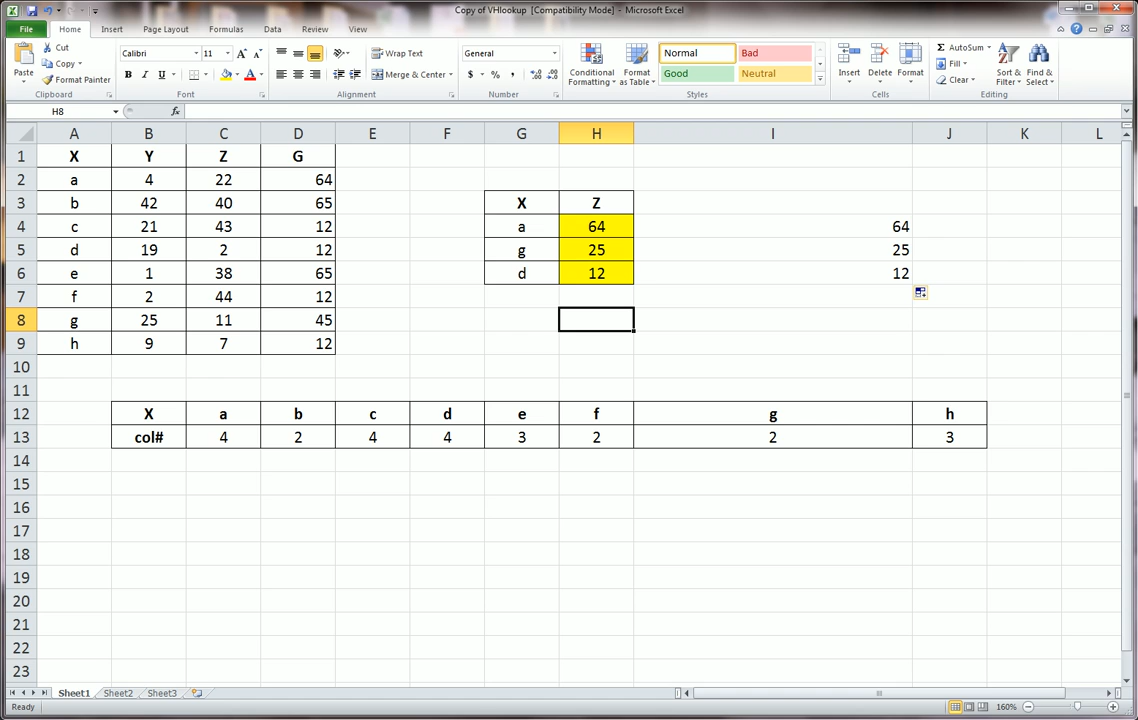 Copy of VHlookup [Compatibility Mode] - Microsoft Excel
File Home Insert Page Layout Formulas Data Review View
Paste
Cut
Copy
Format Painter
Clipboard
Calibri 11 A A
B I U A
Font
Wrap Text
Merge & Center
Alignment
General
$ % ,
Number
Conditional Formatting
Format as Table
Normal Bad
Good Neutral
Styles
Insert Delete Format
Cells
AutoSum
Fill
Clear
Sort & Filter
Find & Select
Editing
H8 fx
A B C D E F G H I J K L
1 X Y Z G
2 a 4 22 64
3 b 42 40 65 X Z
4 c 21 43 12 a 64 64
5 d 19 2 12 g 25 25
6 e 1 38 65 d 12 12
7 f 2 44 12
8 g 25 11 45
9 h 9 7 12
10
11
12 X a b c d e f g h
13 col# 4 2 4 4 3 2 2 3
14
15
16
17
18
19
20
21
22
23
Sheet1 Sheet2 Sheet3
Ready 160%